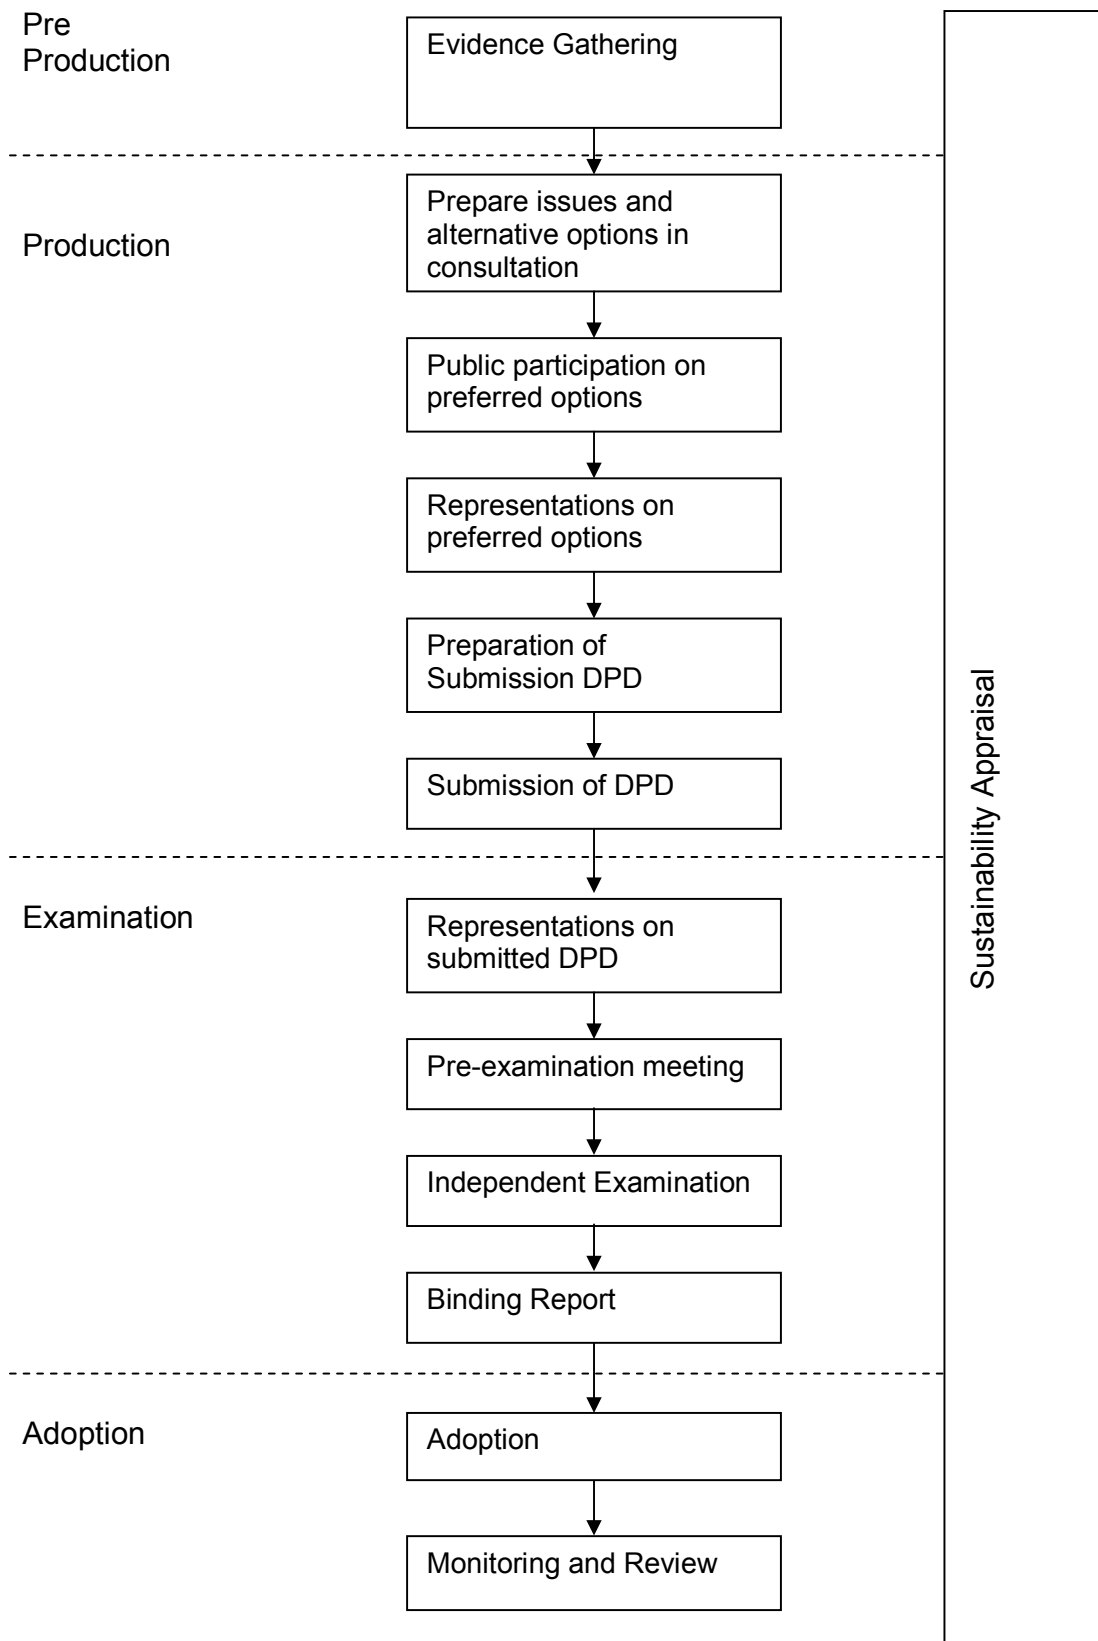 Pre
Production
Evidence Gathering
Production
Prepare issues and
alternative options in
consultation
Public participation on
preferred options
Representations on
preferred options
Preparation of
Submission DPD
Submission of DPD
Examination
Representations on
submitted DPD
Pre-examination meeting
Independent Examination
Binding Report
Adoption
Adoption
Monitoring and Review
Sustainability Appraisal